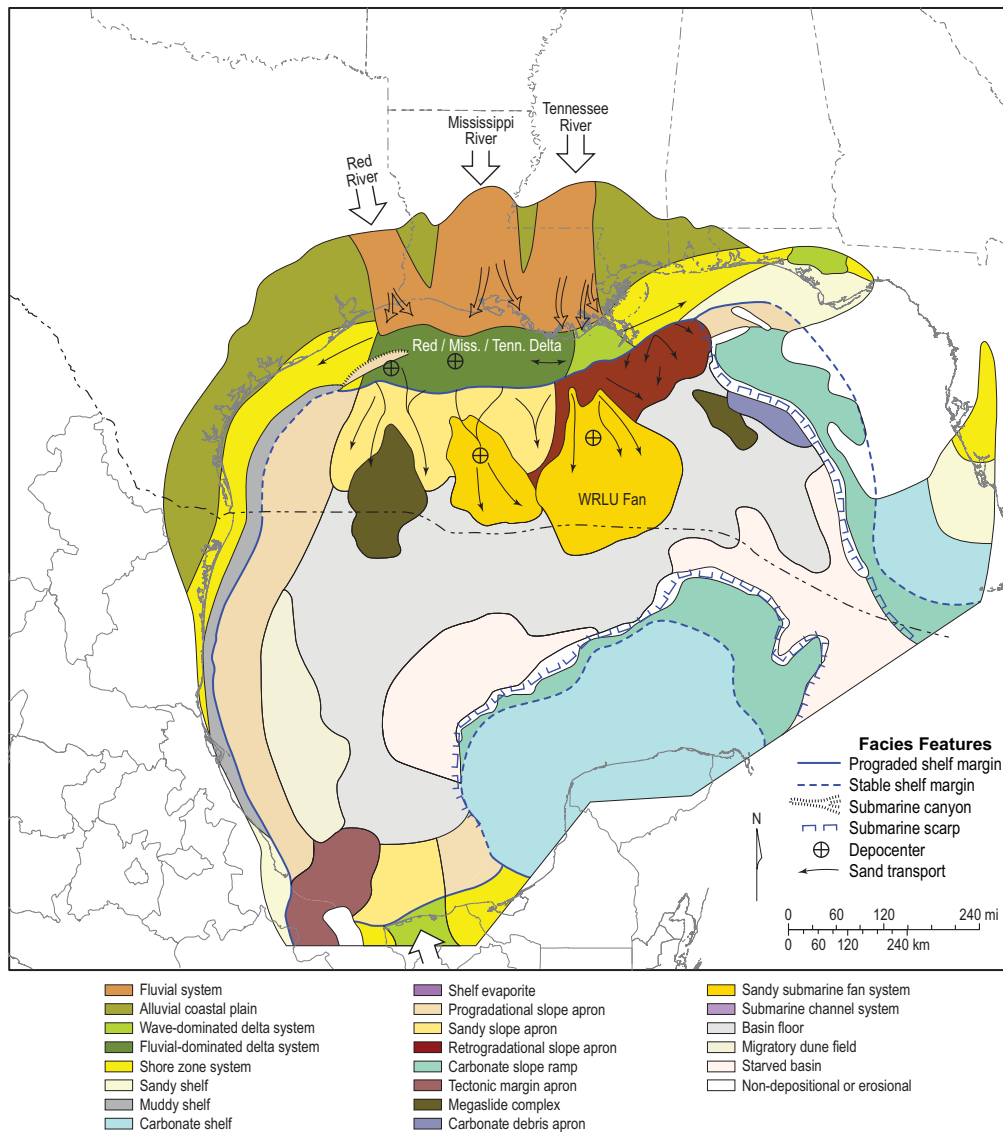 Tennessee
River
Mississippi
River
Red
River
Red / Miss. / Tenn. Delta
WRLU Fan
Facies Features
Prograded shelf margin
Stable shelf margin
Submarine canyon
Submarine scarp
Depocenter
Sand transport
N
0 60 120 240 mi
0 60 120 240 km
Fluvial system
Alluvial coastal plain
Wave-dominated delta system
Fluvial-dominated delta system
Shore zone system
Sandy shelf
Muddy shelf
Carbonate shelf
Shelf evaporite
Progradational slope apron
Sandy slope apron
Retrogradational slope apron
Carbonate slope ramp
Tectonic margin apron
Megaslide complex
Carbonate debris apron
Sandy submarine fan system
Submarine channel system
Basin floor
Migratory dune field
Starved basin
Non-depositional or erosional